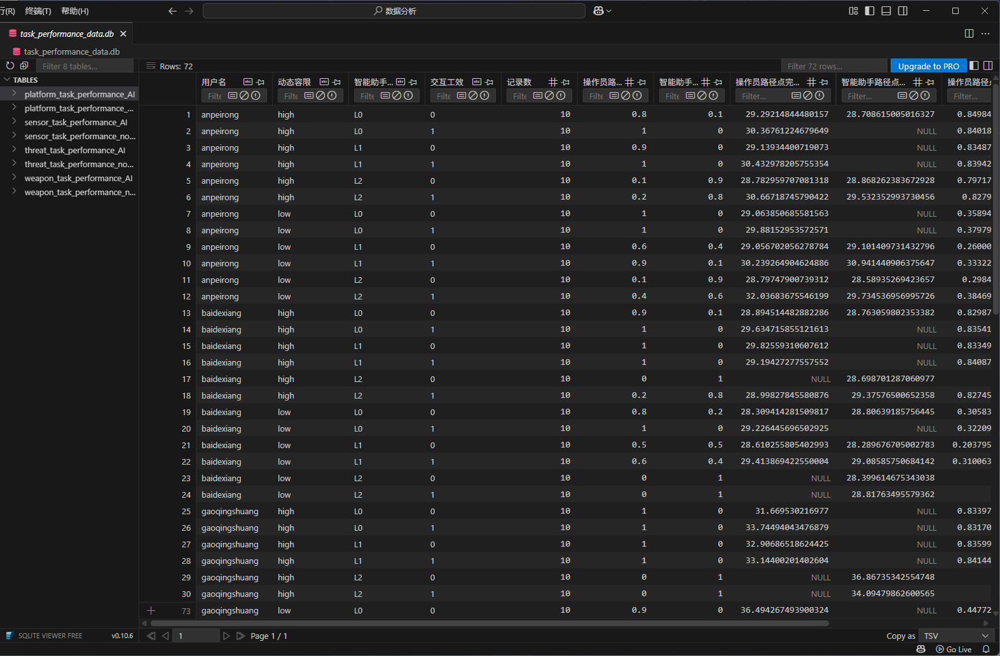 行(R) 终端(T) 帮助(H) 数据分析
task_performance_data.db
task_performance_data.db
Filter 8 tables... Rows: 72 Filter 72 rows... Upgrade to PRO
TABLES
platform_task_performance_AI
platform_task_performance_...
sensor_task_performance_AI
sensor_task_performance_no...
threat_task_performance_AI
threat_task_performance_no...
weapon_task_performance_AI
weapon_task_performance_n...
用户名 动态容限 智能助手... 交互工效 记录数 操作员路... 智能助手... 操作员路径点完... 智能助手路径点... 操作员路径
Filte Filte Filte Filte Filte Filte Filte Filter... Filter... Filter...
1 anpeirong high L0 0 10 0.8 0.1 29.29214844480157 28.708615005016327 0.84984
2 anpeirong high L0 1 10 1 0 30.36761224679649 NULL 0.84018
3 anpeirong high L1 0 10 0.9 0 29.13934400719073 NULL 0.83487
4 anpeirong high L1 1 10 1 0 30.432978205755354 NULL 0.83942
5 anpeirong high L2 0 10 0.1 0.9 28.782959707081318 28.868262383672928 0.79717
6 anpeirong high L2 1 10 0.2 0.8 30.66718745790422 29.532352993730456 0.8279
7 anpeirong low L0 0 10 1 0 29.063850685581563 NULL 0.35894
8 anpeirong low L0 1 10 1 0 29.88152953572571 NULL 0.37979
9 anpeirong low L1 0 10 0.6 0.4 29.056702056278784 29.101409731432796 0.26000
10 anpeirong low L1 1 10 0.9 0.1 30.239264904624886 30.941440906375647 0.33322
11 anpeirong low L2 0 10 0.1 0.9 28.79747900739312 28.58935269423657 0.2984
12 anpeirong low L2 1 10 0.4 0.6 32.03683675546199 29.734536956995726 0.38469
13 baidexiang high L0 0 10 0.9 0.1 28.894514482882286 28.763059802353382 0.82987
14 baidexiang high L0 1 10 1 0 29.634715855121613 NULL 0.83541
15 baidexiang high L1 0 10 1 0 29.82559310607612 NULL 0.83349
16 baidexiang high L1 1 10 1 0 29.19427277557552 NULL 0.84087
17 baidexiang high L2 0 10 0 1 NULL 28.698701287060977
18 baidexiang high L2 1 10 0.2 0.8 28.99827845580876 29.37576500652358 0.82745
19 baidexiang low L0 0 10 0.8 0.2 28.309414281509817 28.80639185756445 0.30583
20 baidexiang low L0 1 10 1 0 29.226445696502925 NULL 0.32209
21 baidexiang low L1 0 10 0.5 0.5 28.610255805402993 28.289676705002783 0.203795
22 baidexiang low L1 1 10 0.6 0.4 29.413869422550004 29.08585750684142 0.310063
23 baidexiang low L2 0 10 0 1 NULL 28.399614675343038
24 baidexiang low L2 1 10 0 1 NULL 28.81763495579362
25 gaoqingshuang high L0 0 10 1 0 31.669530216977 NULL 0.83397
26 gaoqingshuang high L0 1 10 1 0 33.74494043476879 NULL 0.83170
27 gaoqingshuang high L1 0 10 1 0 32.90686518624425 NULL 0.83599
28 gaoqingshuang high L1 1 10 1 0 33.14400201402604 NULL 0.84144
29 gaoqingshuang high L2 0 10 0 1 NULL 36.86735342554748
30 gaoqingshuang high L2 1 10 0 1 NULL 34.09479862600565
73 gaoqingshuang low L0 0 10 0.9 0 36.494267493900324 NULL 0.44772
SQLITE VIEWER FREE v0.10.6 1 Page 1 / 1 Copy as TSV
Go Live